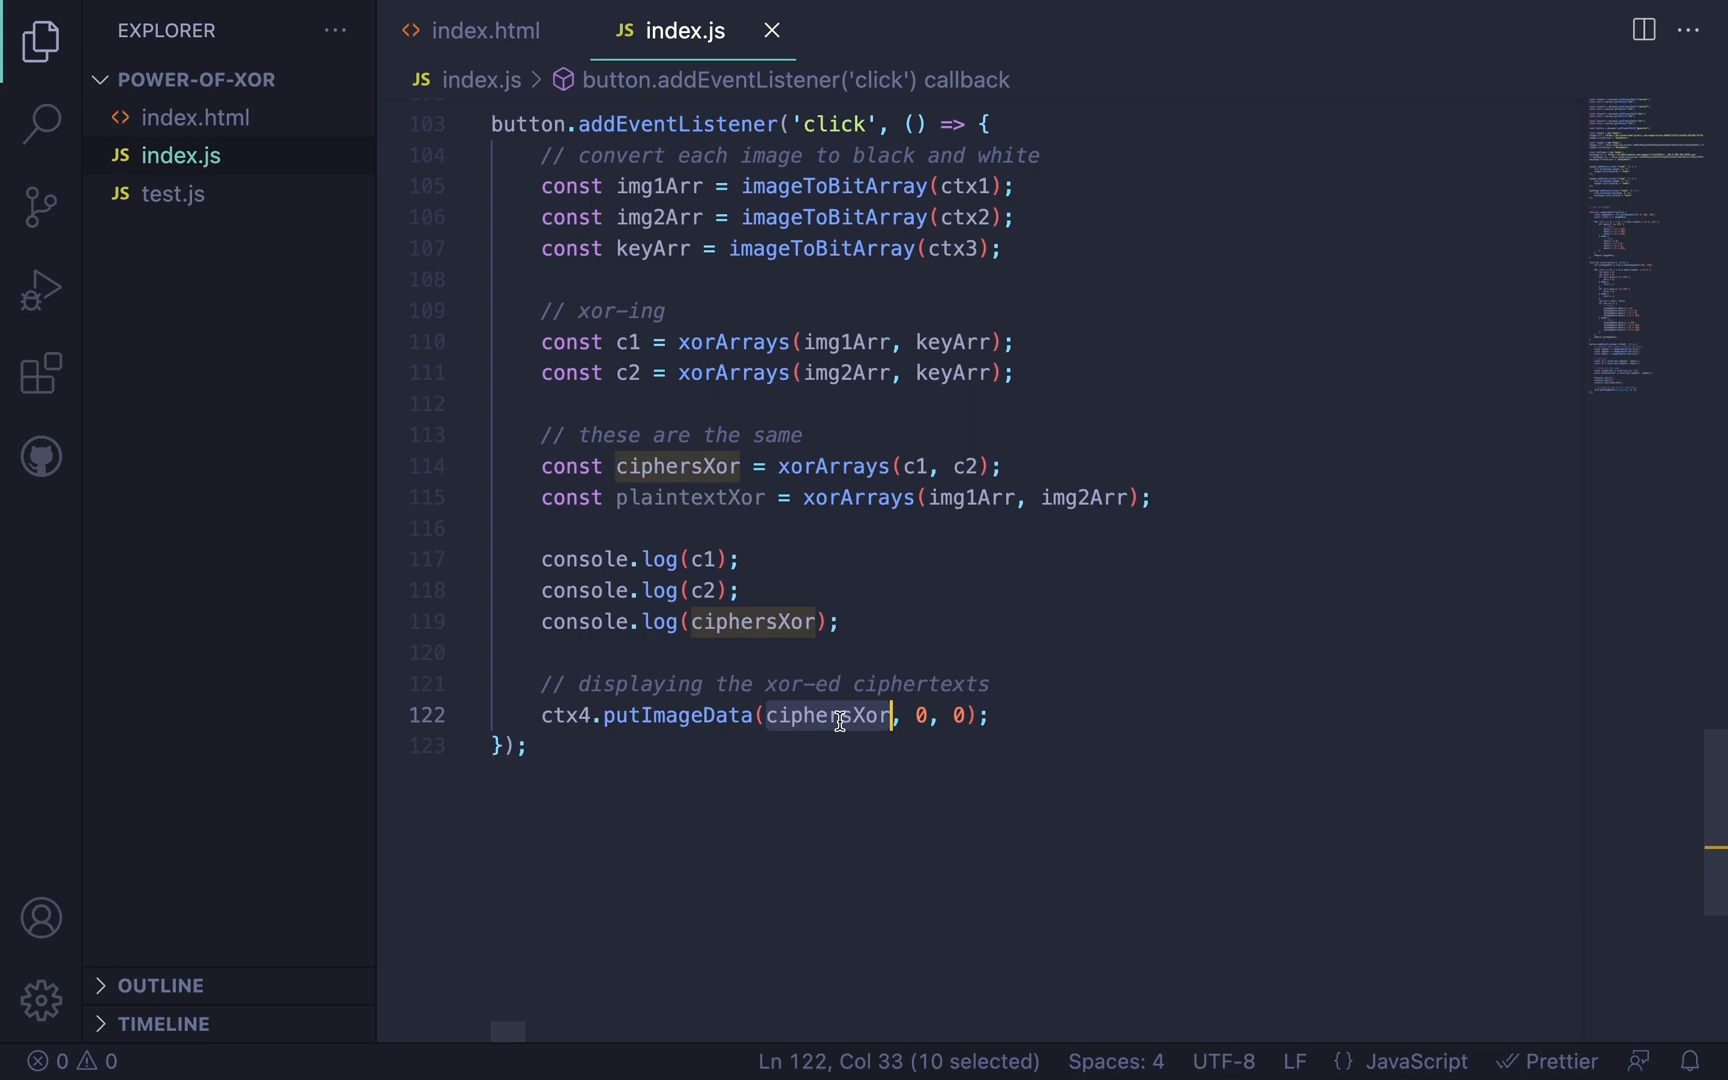 EXPLORER
POWER-OF-XOR
index.html
JS index.js
JS test.js
OUTLINE
TIMELINE
index.html
JS index.js
JS index.js > button.addEventListener('click') callback
103 button.addEventListener('click', () => {
104 // convert each image to black and white
105 const img1Arr = imageToBitArray(ctx1);
106 const img2Arr = imageToBitArray(ctx2);
107 const keyArr = imageToBitArray(ctx3);
108
109 // xor-ing
110 const c1 = xorArrays(img1Arr, keyArr);
111 const c2 = xorArrays(img2Arr, keyArr);
112
113 // these are the same
114 const ciphersXor = xorArrays(c1, c2);
115 const plaintextXor = xorArrays(img1Arr, img2Arr);
116
117 console.log(c1);
118 console.log(c2);
119 console.log(ciphersXor);
120
121 // displaying the xor-ed ciphertexts
122 ctx4.putImageData(ciphersXor, 0, 0);
123 });
0 0 Ln 122, Col 33 (10 selected) Spaces: 4 UTF-8 LF {} JavaScript Prettier